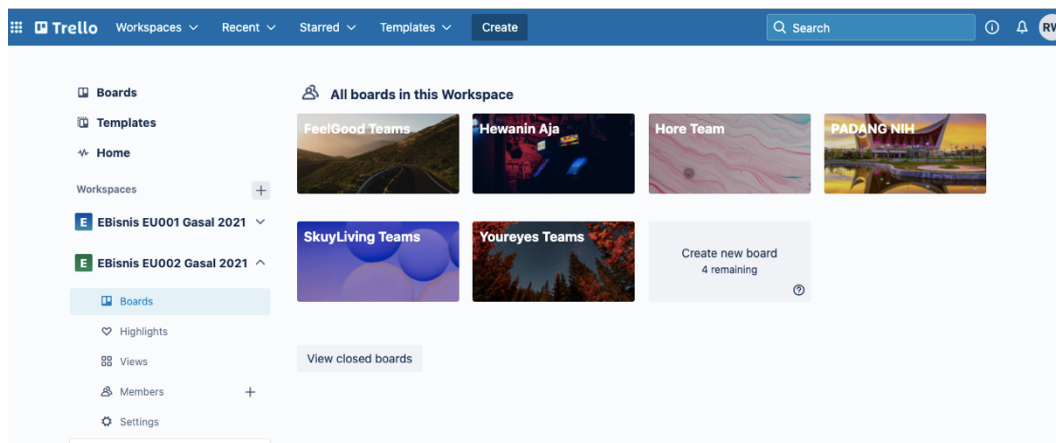 Trello Workspaces Recent Starred Templates Create Search RW
Boards
Templates
Home
Workspaces
EBisnis EU001 Gasal 2021
EBisnis EU002 Gasal 2021
Boards
Highlights
Views
Members
Settings
All boards in this Workspace
FeelGood Teams
Hewanin Aja
Hore Team
PADANG NIH
SkuyLiving Teams
Youreyes Teams
Create new board
4 remaining
View closed boards